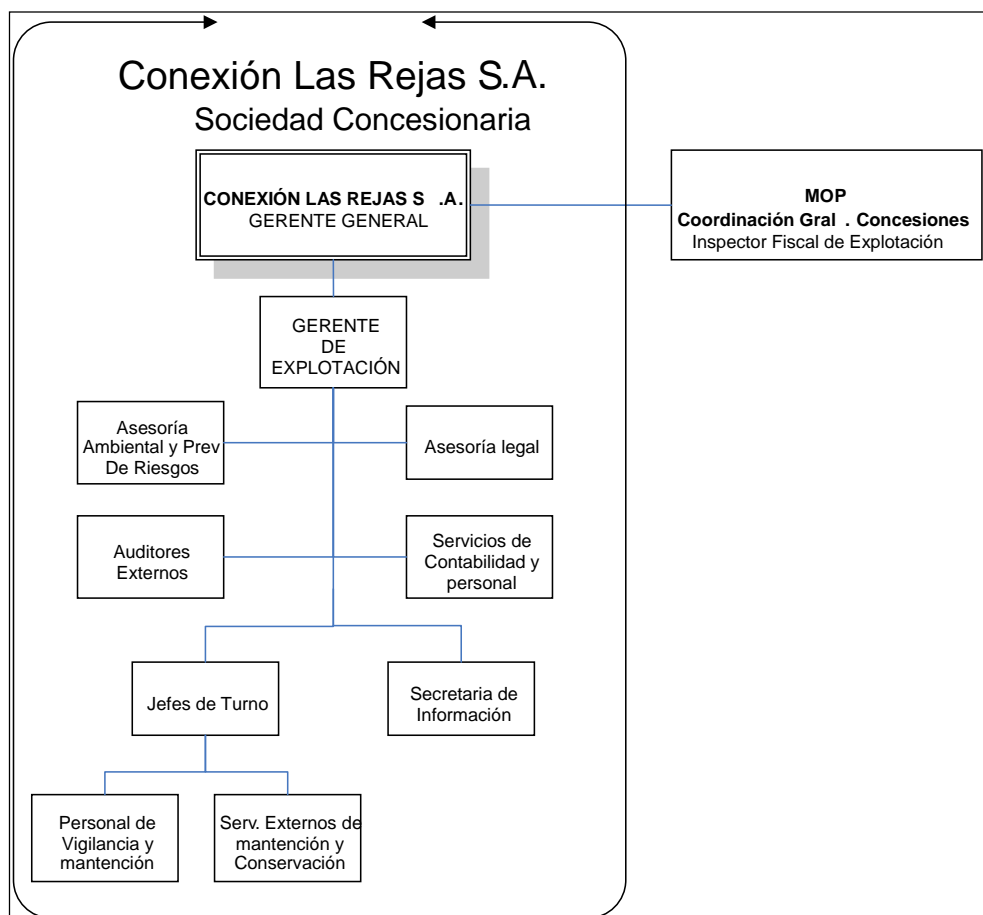 Conexión Las Rejas S.A.
Sociedad Concesionaria
CONEXIÓN LAS REJAS S .A.
GERENTE GENERAL
MOP
Coordinación Gral . Concesiones
Inspector Fiscal de Explotación
GERENTE
DE
EXPLOTACIÓN
Asesoría
Ambiental y Prev
De Riesgos
Asesoría legal
Auditores
Externos
Servicios de
Contabilidad y
personal
Jefes de Turno
Secretaria de
Información
Personal de
Vigilancia y
mantención
Serv. Externos de
mantención y
Conservación